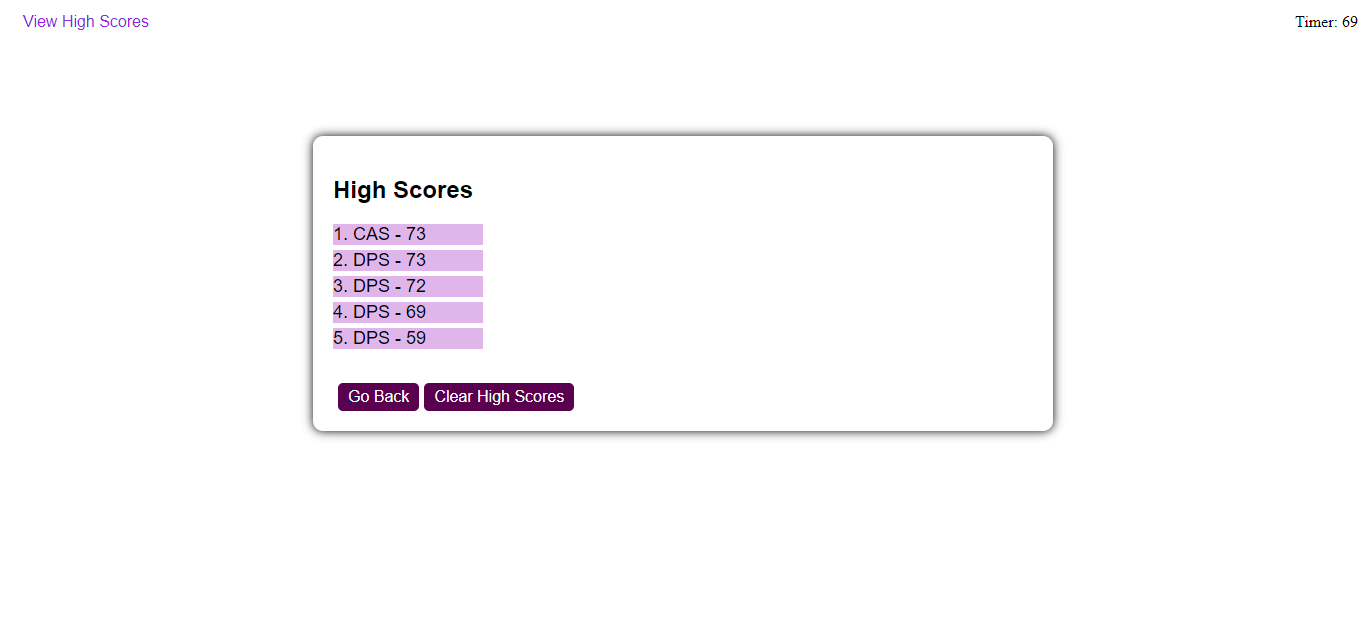 View High Scores
Timer: 69
High Scores
1. CAS - 73
2. DPS - 73
3. DPS - 72
4. DPS - 69
5. DPS - 59
Go Back
Clear High Scores